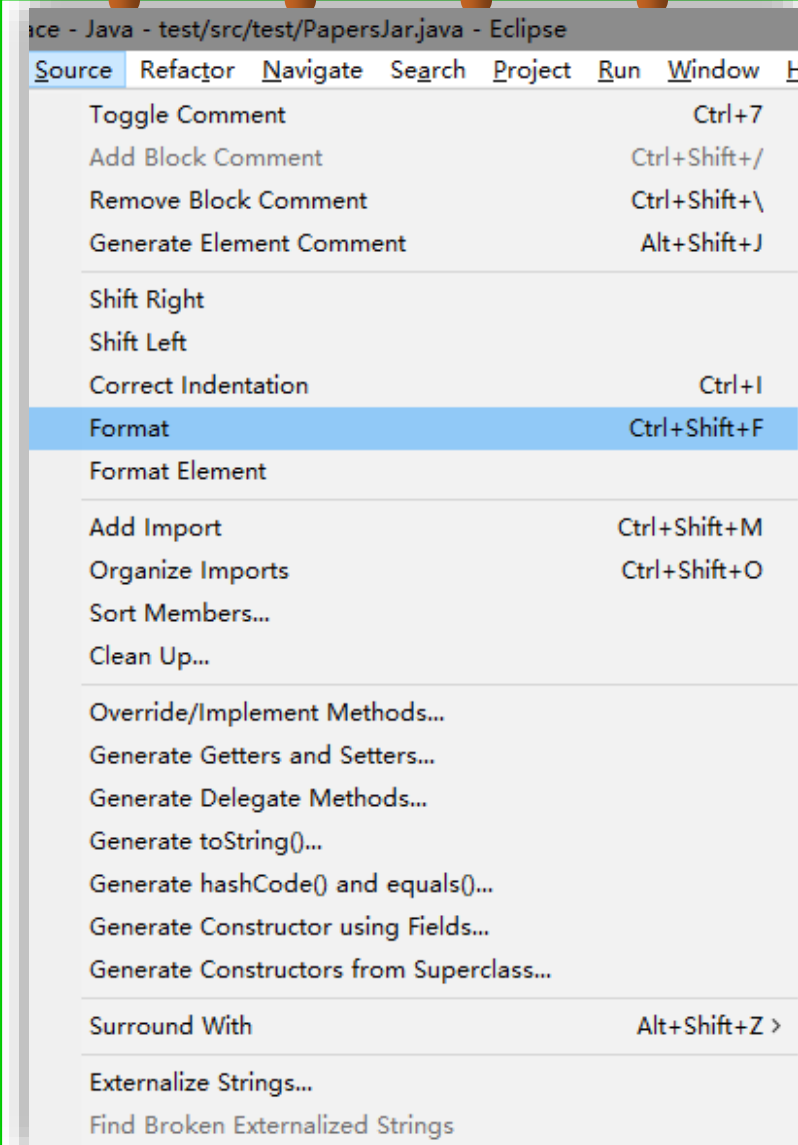 ace - Java - test/src/test/PapersJar.java - Eclipse
Source Refactor Navigate Search Project Run Window H
Toggle Comment Ctrl+7
Add Block Comment Ctrl+Shift+/
Remove Block Comment Ctrl+Shift+\
Generate Element Comment Alt+Shift+J
Shift Right
Shift Left
Correct Indentation Ctrl+I
Format Ctrl+Shift+F
Format Element
Add Import Ctrl+Shift+M
Organize Imports Ctrl+Shift+O
Sort Members...
Clean Up...
Override/Implement Methods...
Generate Getters and Setters...
Generate Delegate Methods...
Generate toString()...
Generate hashCode() and equals()...
Generate Constructor using Fields...
Generate Constructors from Superclass...
Surround With Alt+Shift+Z >
Externalize Strings...
Find Broken Externalized Strings